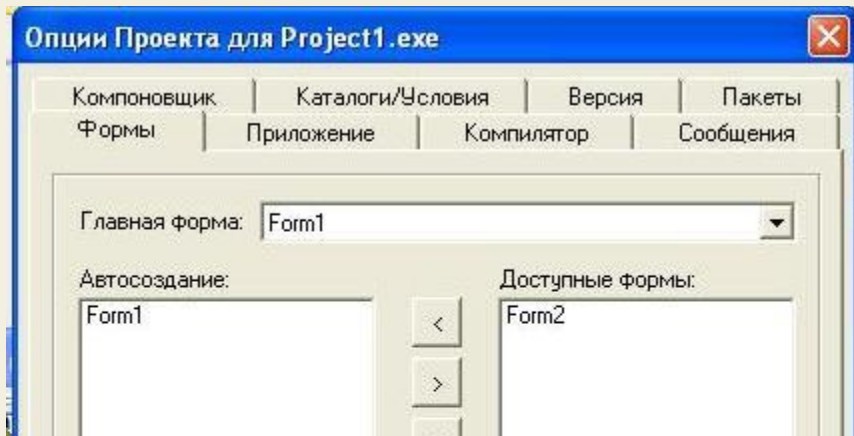 Опции Проекта для Project1.exe
Компоновщик Каталоги/Условия Версия Пакеты
Формы Приложение Компилятор Сообщения
Главная форма: Form1
Автосоздание: Доступные формы:
Form1 < Form2
>